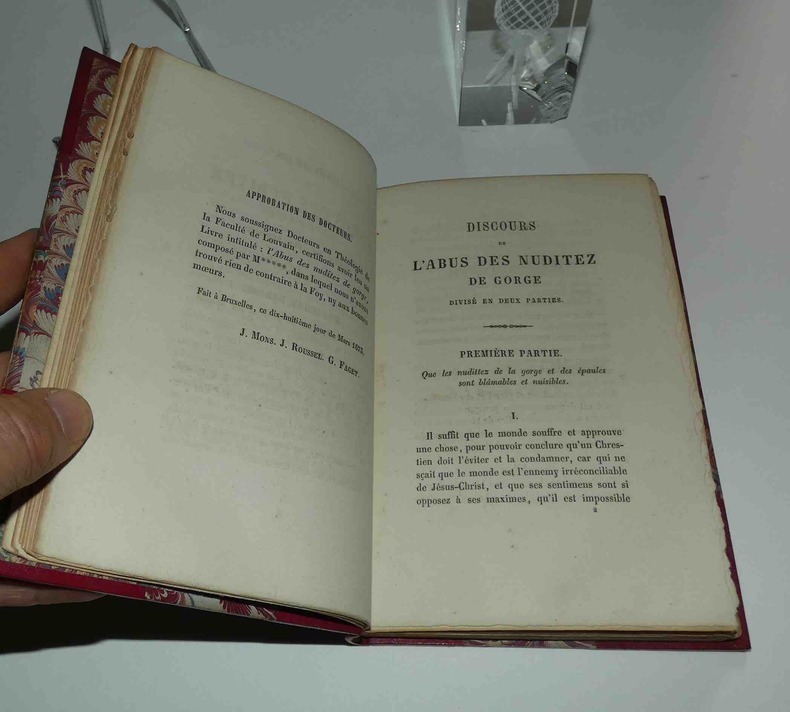 APPROBATION DES DOCTEURS.
Nous soussignez Docteurs en Théologie de
la Faculté de Louvain, certifions avoir leu un
Livre intitulé : l'Abus des nuditez de gorge,
composé par M*****, dans lequel nous n'avons
trouvé rien de contraire à la Foy, ny aux bonnes
mœurs.
Fait à Bruxelles, ce dix-huitième jour de Mars
J. Mons. J. Rousset. G. Faget.
DISCOURS
DE
L'ABUS DES NUDITEZ
DE GORGE
DIVISÉ EN DEUX PARTIES.
PREMIÈRE PARTIE.
Que les nudittez de la gorge et des épaules
sont blâmables et nuisibles.
I.
Il suffit que le monde souffre et approuve
une chose, pour pouvoir conclure qu'un Chres-
tien doit l'éviter et la condamner, car qui ne
sçait que le monde est l'ennemy irréconciliable
de Jésus-Christ, et que ses sentimens sont si
opposez à ses maximes, qu'il est impossible